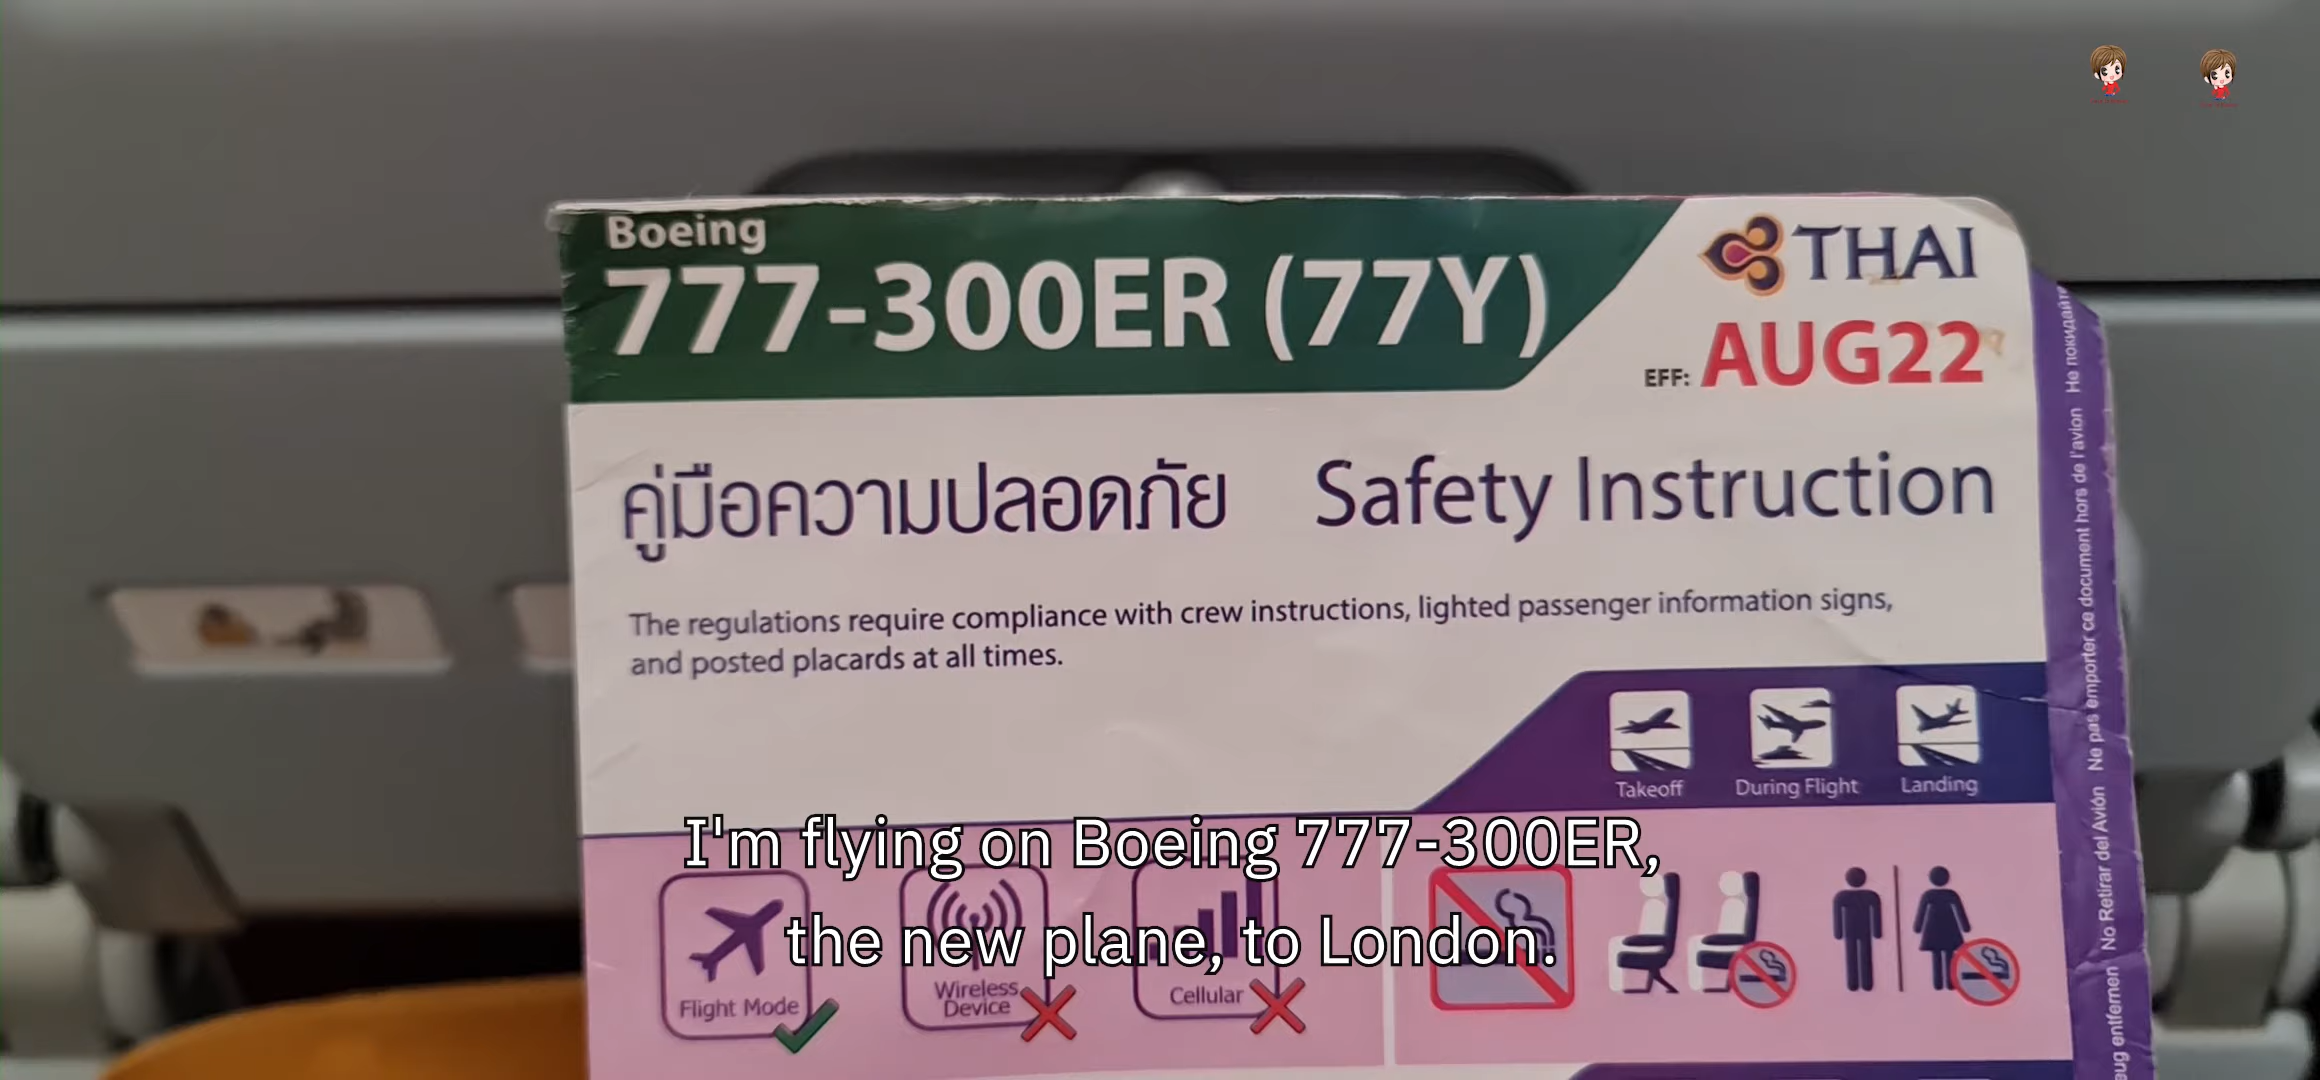 Boeing
777-300ER (77Y)
THAI
EFF: AUG22
คู่มือความปลอดภัย Safety Instruction
The regulations require compliance with crew instructions, lighted passenger information signs,
and posted placards at all times.
Takeoff During Flight Landing
I'm flying on Boeing 777-300ER,
the new plane, to London.
Flight Mode
Wireless
Device
Cellular
entfernen No Retirar del Avión Ne pas emporter ce document hors de l'avion Не покидайте